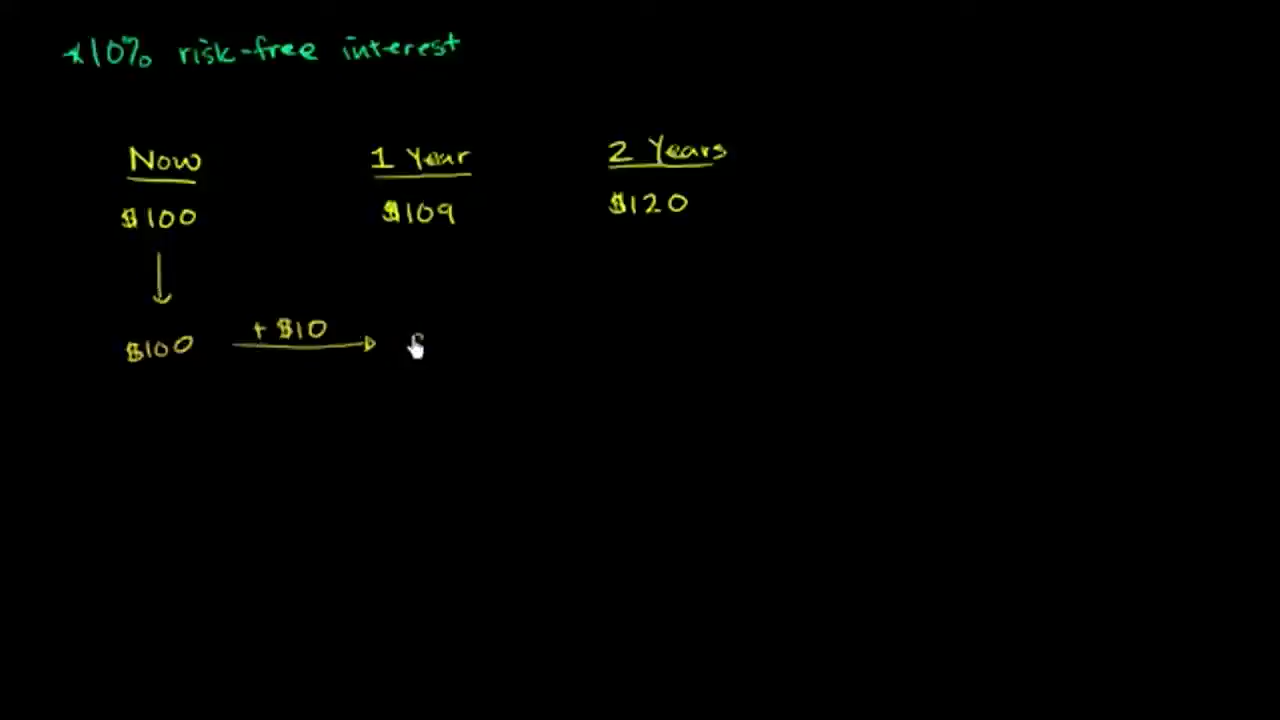 *10% risk-free interest
Now 1 Year 2 Years
$100 $109 $120
+ $10
$100